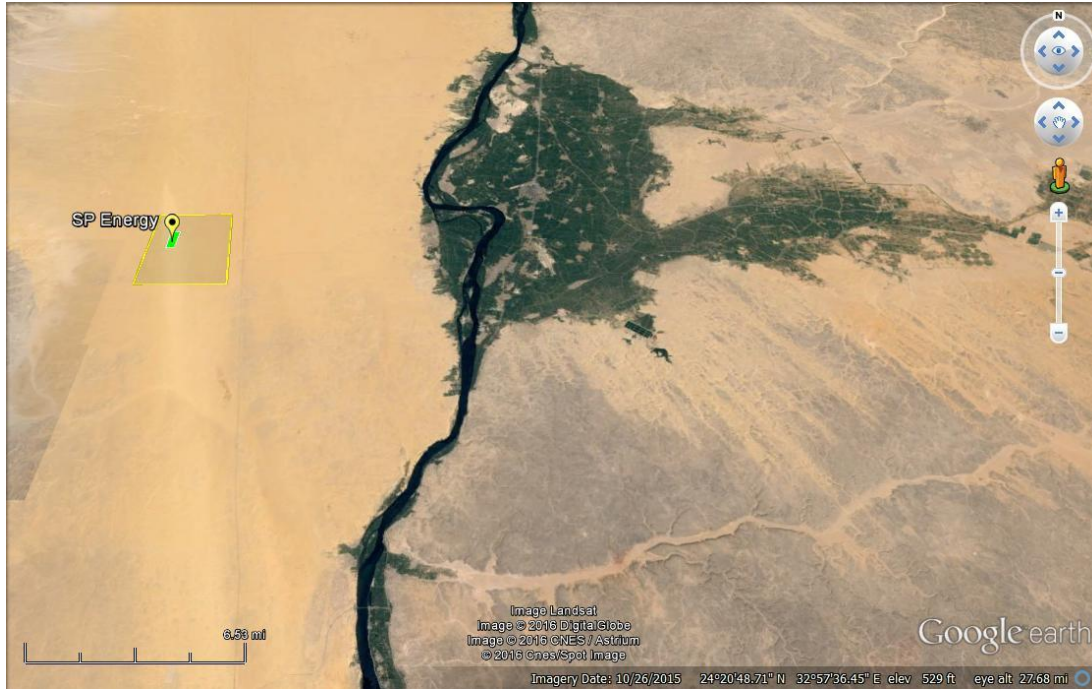 N
SP Energy
6.53 mi
Image Landsat
Image © 2016 DigitalGlobe
Image © 2016 CNES / Astrium
© 2016 Cnes/Spot Image
Google earth
Imagery Date: 10/26/2015 24°20'48.71" N 32°57'36.45" E elev 529 ft eye alt 27.68 mi